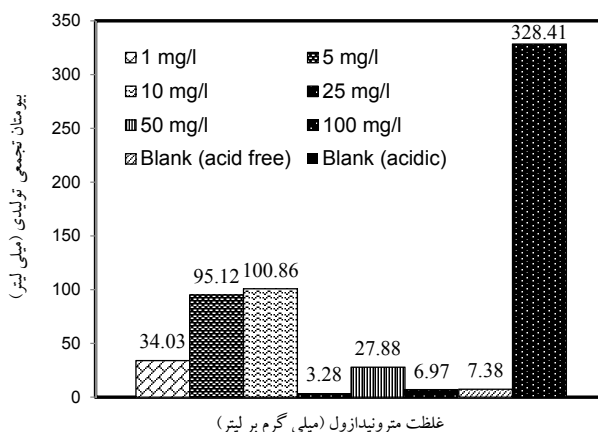 بیومتان تجمعی تولیدی (میلی لیتر)
350
300
250
200
150
100
50
0
1 mg/l
5 mg/l
10 mg/l
25 mg/l
50 mg/l
100 mg/l
Blank (acid free)
Blank (acidic)
34.03
95.12
100.86
3.28
27.88
6.97
7.38
328.41
غلظت مترونیدازول (میلی گرم بر لیتر)